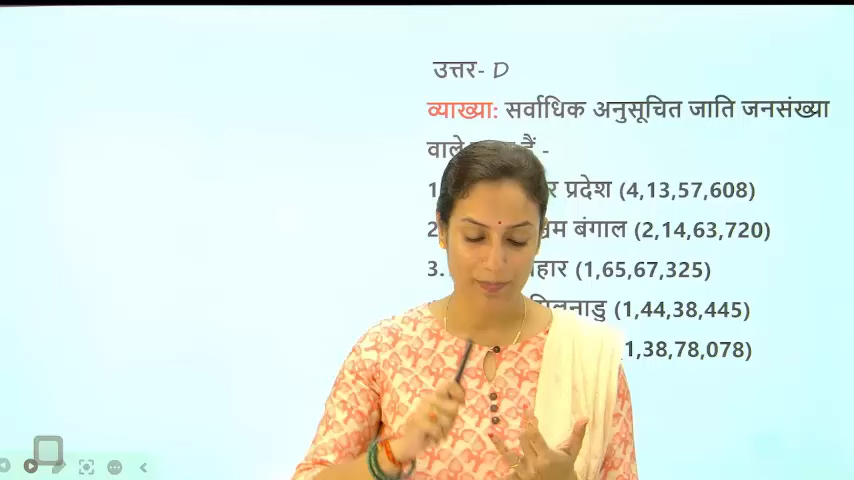 उत्तर- D
व्याख्या: सर्वाधिक अनुसूचित जाति जनसंख्या
वाले हैं -
1 प्रदेश (4,13,57,608)
2 बंगाल (2,14,63,720)
3. (1,65,67,325)
(1,44,38,445)
(1,38,78,078)